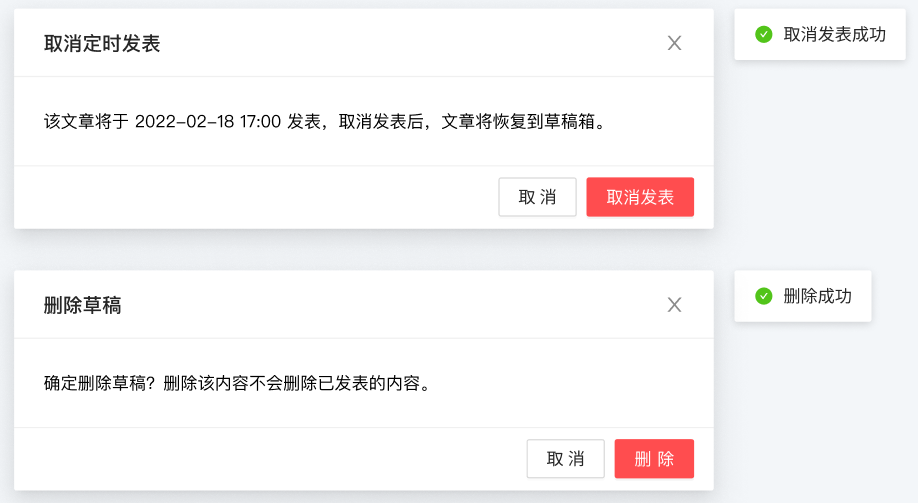 取消定时发表
取消发表成功
该文章将于 2022-02-18 17:00 发表，取消发表后，文章将恢复到草稿箱。
取 消
取消发表
删除草稿
删除成功
确定删除草稿？删除该内容不会删除已发表的内容。
取 消
删 除